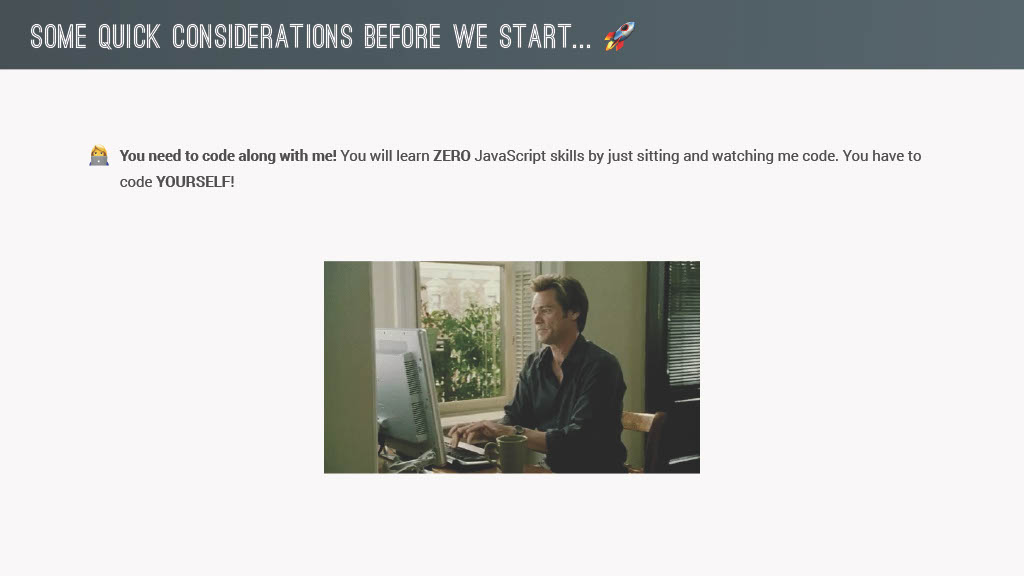 SOME QUICK CONSIDERATIONS BEFORE WE START... 🚀
👩‍💻 You need to code along with me! You will learn ZERO JavaScript skills by just sitting and watching me code. You have to
code YOURSELF!